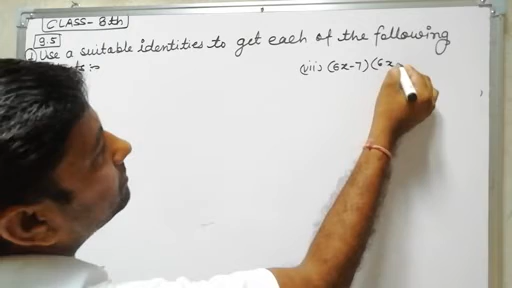 CLASS-8th
9.5
① Use a suitable identities to get each of the following
(vii) (6x-7)(6x